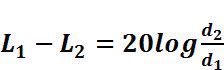 L₁ − L₂ = 20log d₂/d₁